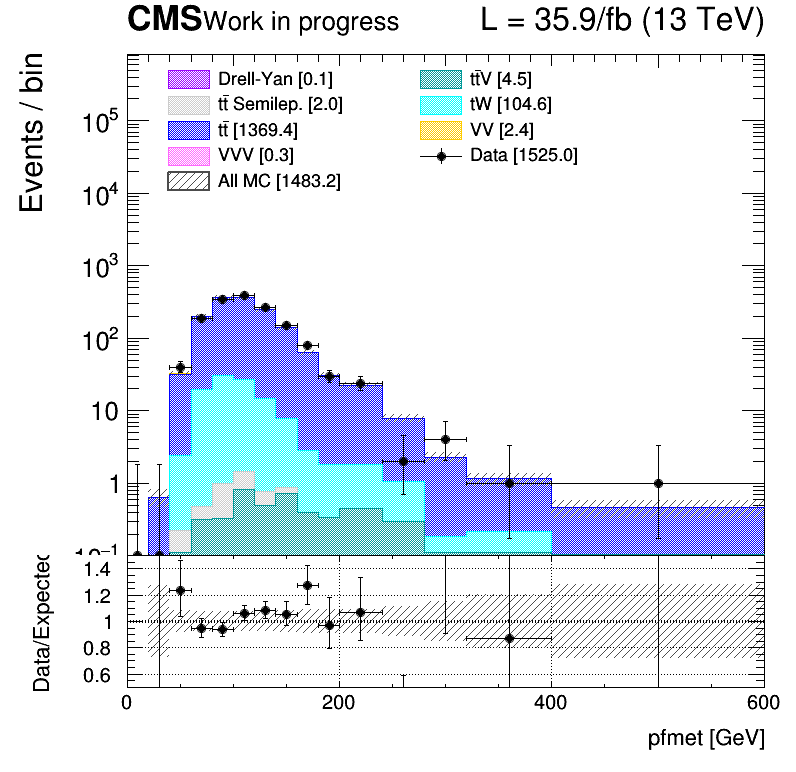 CMS Work in progress L = 35.9/fb (13 TeV)
Events / bin
Drell-Yan [0.1] tt̄V [4.5]
tt̄ Semilep. [2.0] tW [104.6]
tt̄ [1369.4] VV [2.4]
VVV [0.3] Data [1525.0]
All MC [1483.2]
10⁵
10⁴
10³
10²
10
1
10⁻¹
Data/Expected
1.4
1.2
1
0.8
0.6
0 200 400 600
pfmet [GeV]